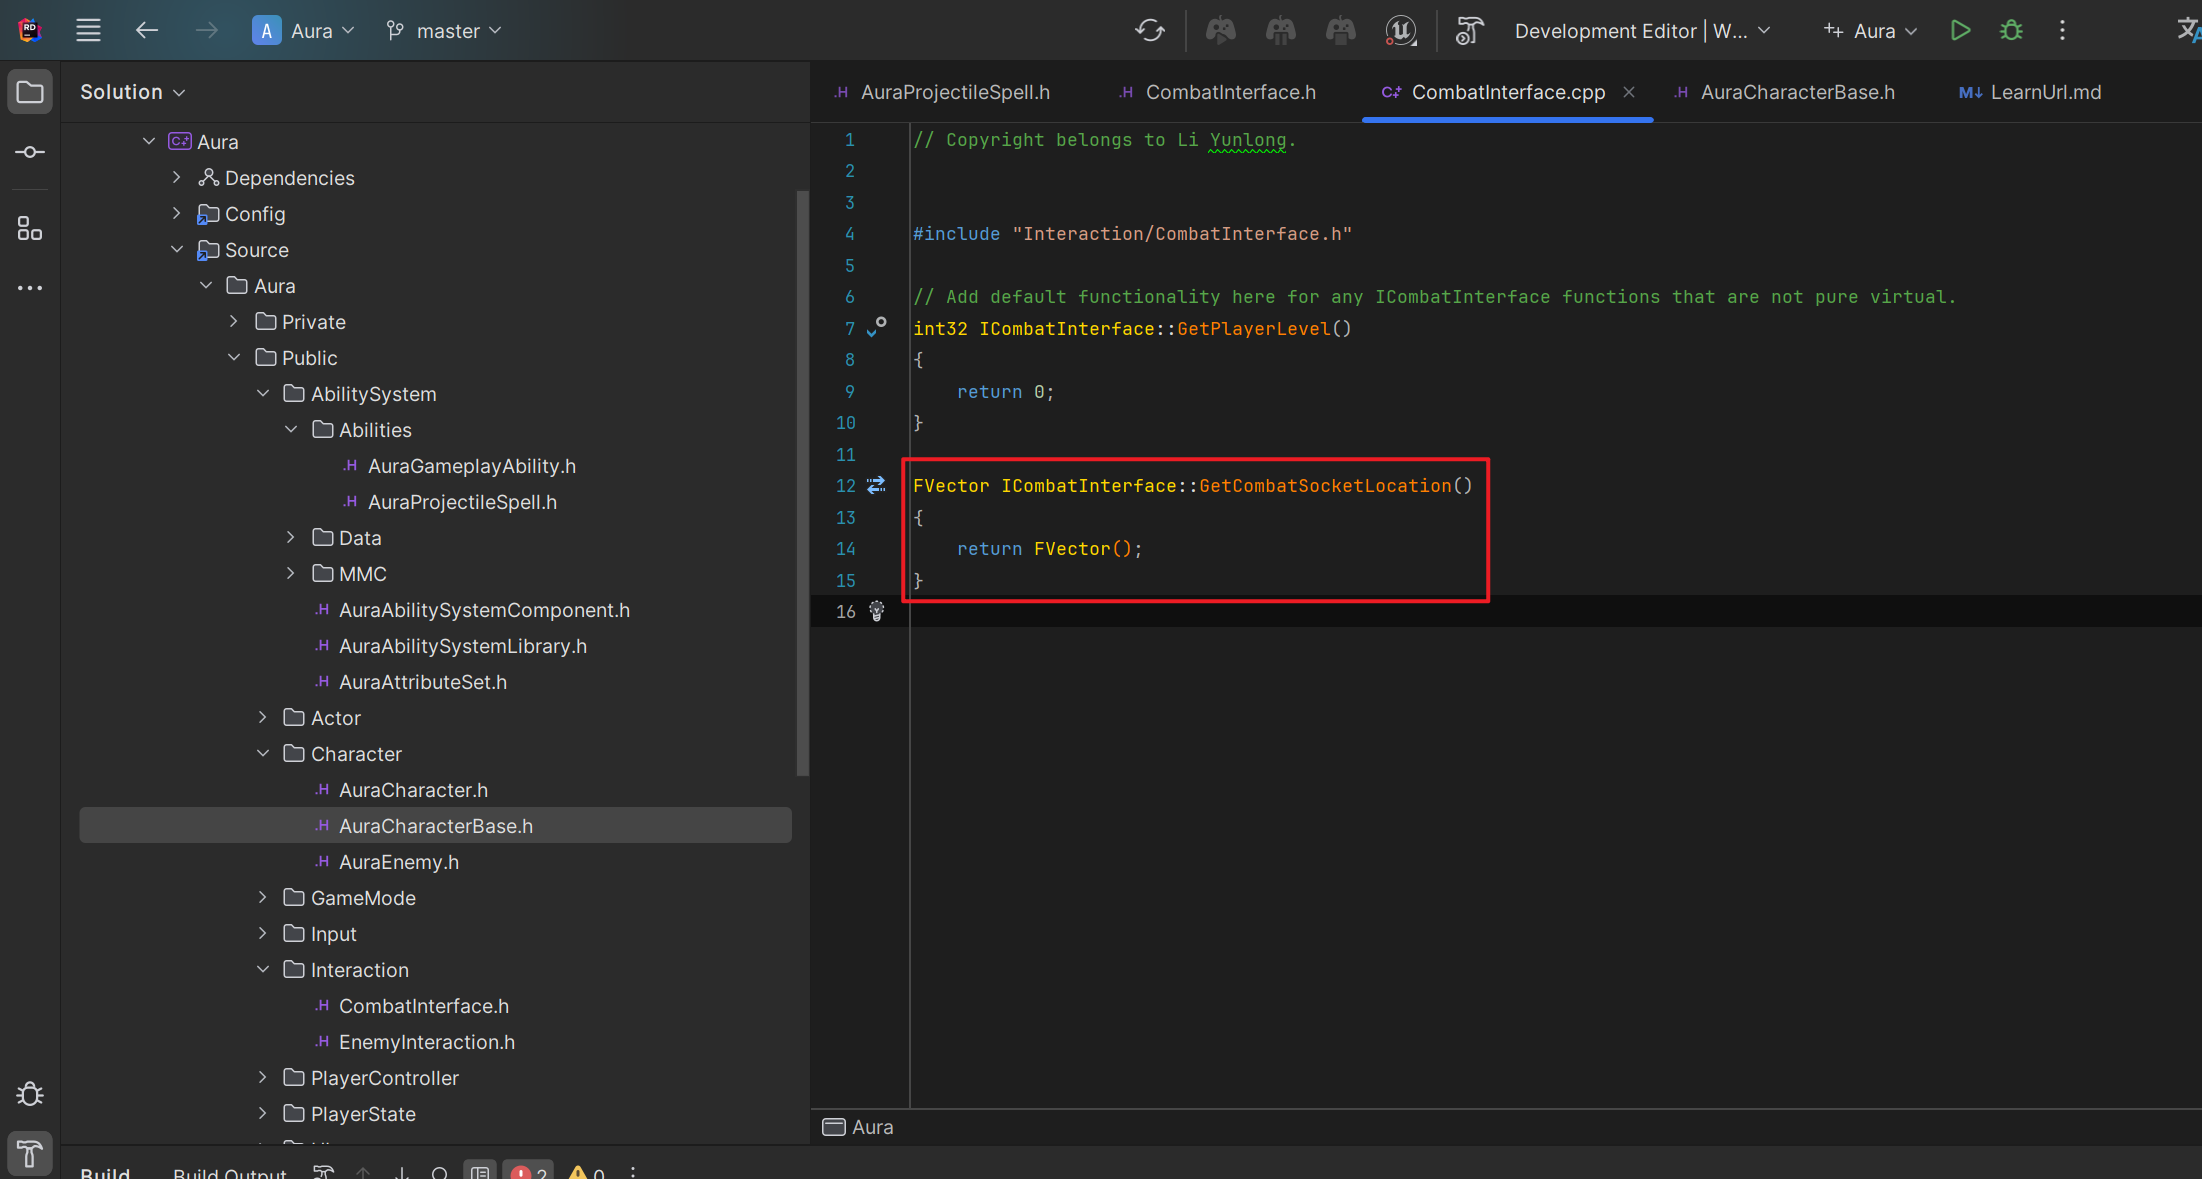 A Aura master Development Editor | W... Aura
Solution
AuraProjectileSpell.h CombatInterface.h CombatInterface.cpp AuraCharacterBase.h LearnUrl.md
Aura
Dependencies
Config
Source
Aura
Private
Public
AbilitySystem
Abilities
AuraGameplayAbility.h
AuraProjectileSpell.h
Data
MMC
AuraAbilitySystemComponent.h
AuraAbilitySystemLibrary.h
AuraAttributeSet.h
Actor
Character
AuraCharacter.h
AuraCharacterBase.h
AuraEnemy.h
GameMode
Input
Interaction
CombatInterface.h
EnemyInteraction.h
PlayerController
PlayerState
1 // Copyright belongs to Li Yunlong.
2
3
4 #include "Interaction/CombatInterface.h"
5
6 // Add default functionality here for any ICombatInterface functions that are not pure virtual.
7 int32 ICombatInterface::GetPlayerLevel()
8 {
9 return 0;
10 }
11
12 FVector ICombatInterface::GetCombatSocketLocation()
13 {
14 return FVector();
15 }
16
Aura
Build Build Output 2 0